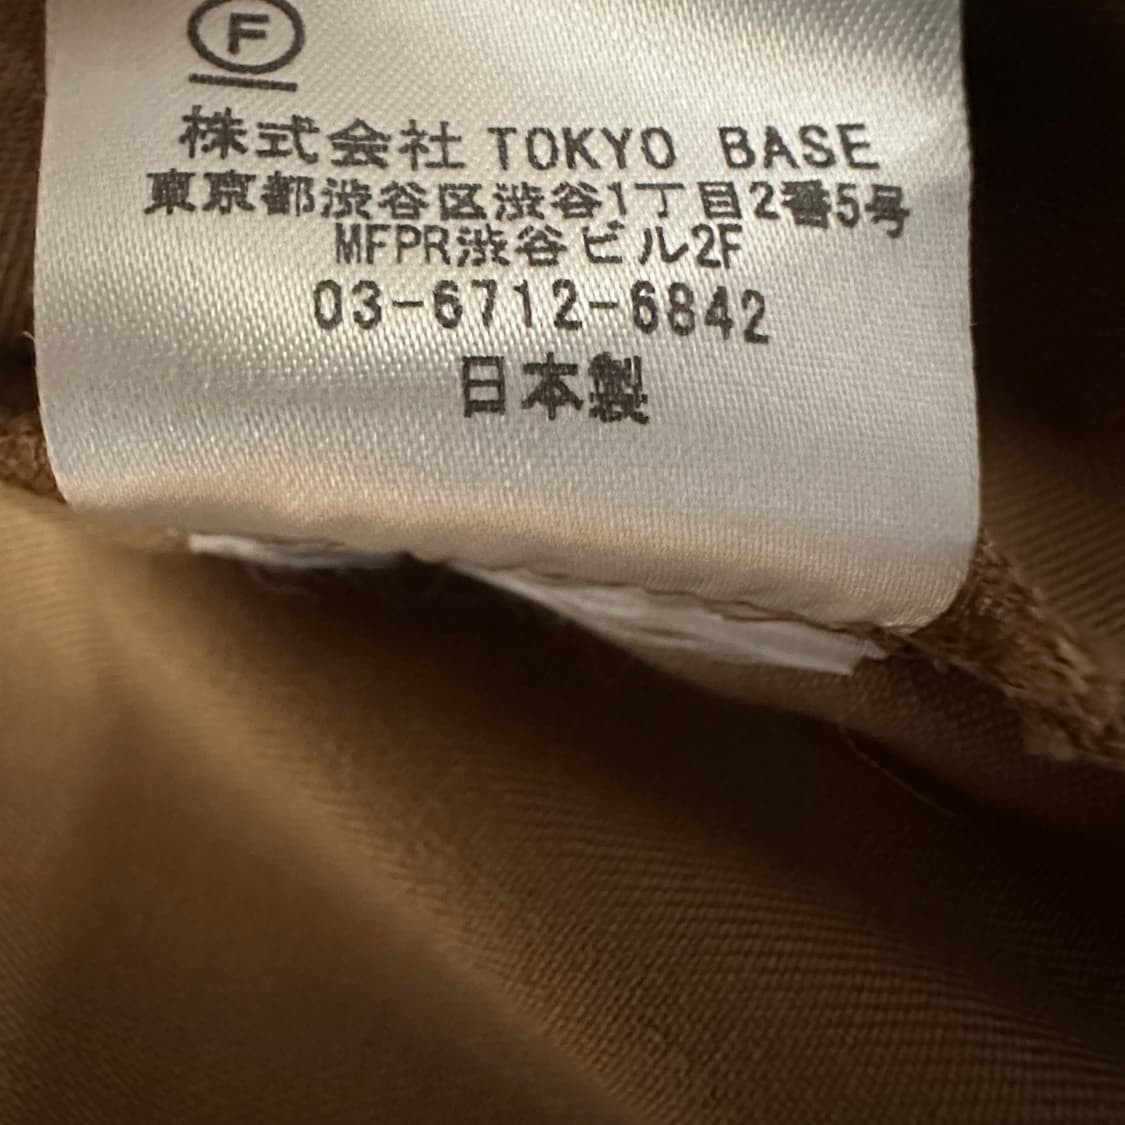 F
株式会社 TOKYO BASE
東京都渋谷区渋谷1丁目2番5号
MFPR渋谷ビル2F
03-6712-6842
日本製